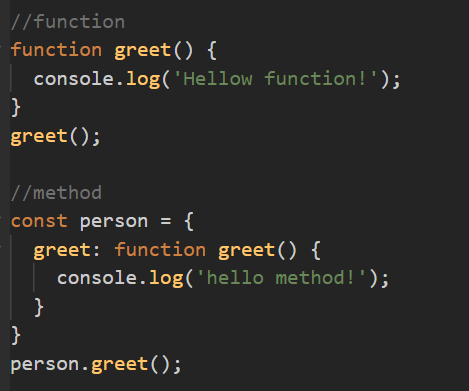 //function
function greet() {
  console.log('Hellow function!');
}
greet();

//method
const person = {
  greet: function greet() {
    console.log('hello method!');
  }
}
person.greet();